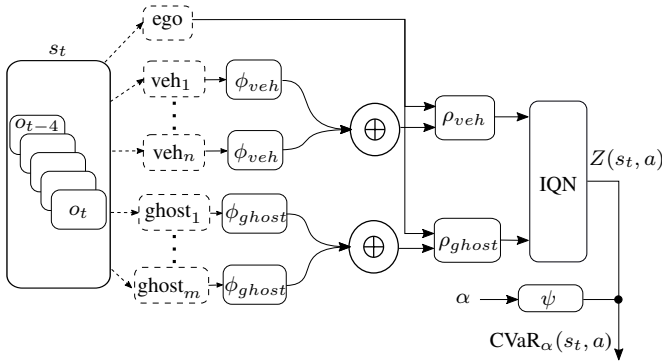 ego
s_t
veh_1
ϕ_veh
o_{t−4}
ρ_veh
⊕
veh_n
ϕ_veh
Z(s_t, a)
IQN
o_t
ghost_1
ϕ_ghost
⊕
ρ_ghost
ghost_m
ϕ_ghost
α
ψ
CVaR_α(s_t, a)